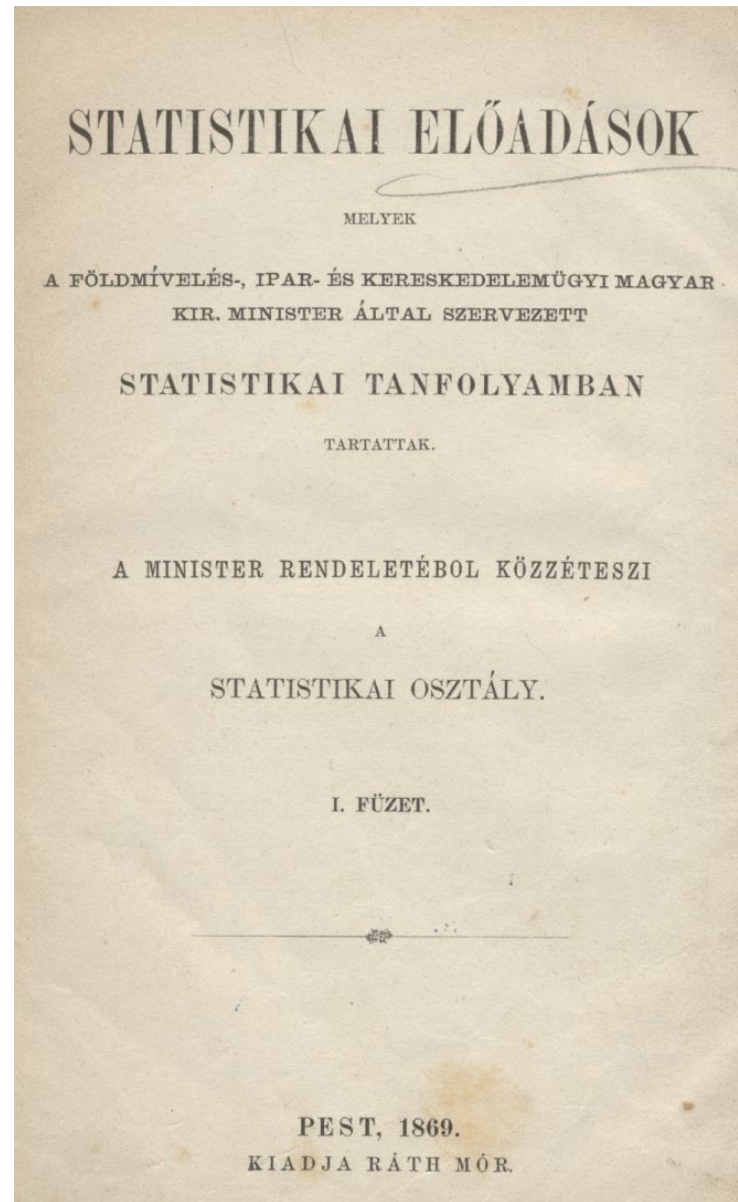 STATISTIKAI ELŐADÁSOK
MELYEK
A FÖLDMÍVELÉS-, IPAR- ÉS KERESKEDELEMÜGYI MAGYAR
KIR. MINISTER ÁLTAL SZERVEZETT
STATISTIKAI TANFOLYAMBAN
TARTATTAK.
A MINISTER RENDELETÉBOL KÖZZÉTESZI
A
STATISTIKAI OSZTÁLY.
I. FÜZET.
PEST, 1869.
KIADJA RÁTH MÓR.